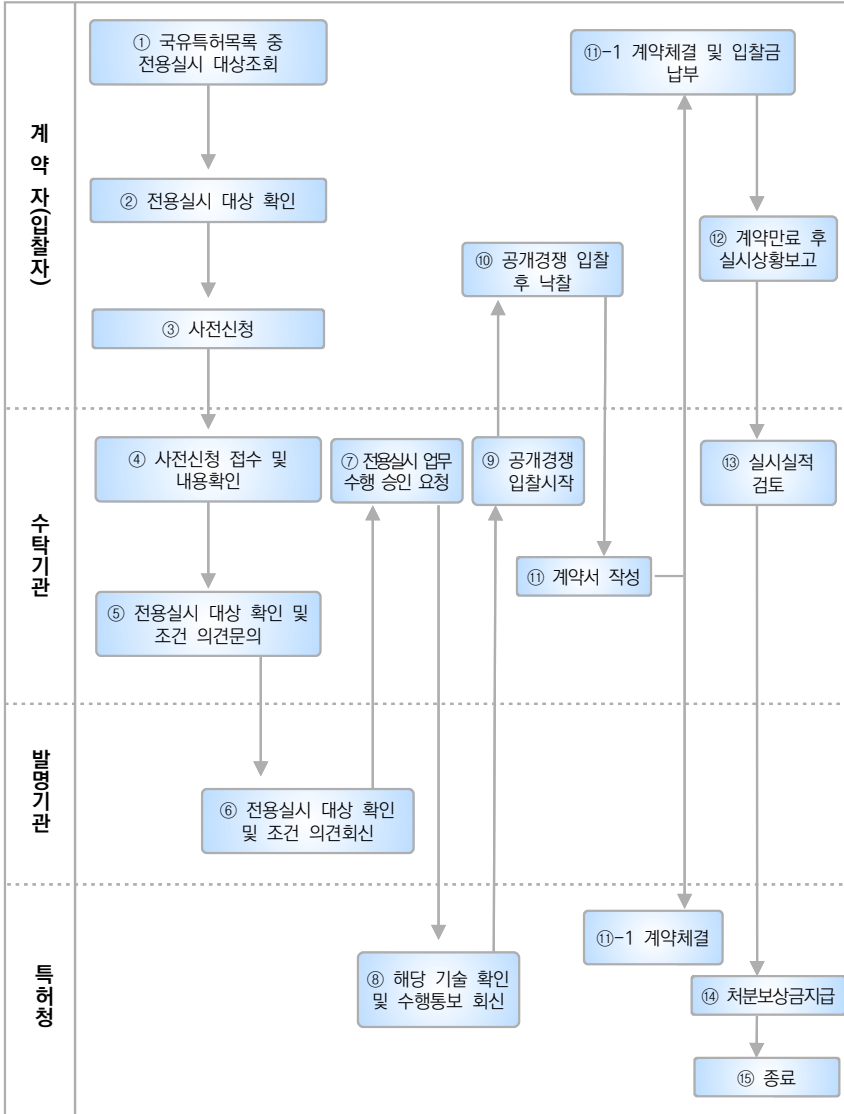 계약자(입찰자)
① 국유특허목록 중
전용실시 대상조회
② 전용실시 대상 확인
③ 사전신청
⑩ 공개경쟁 입찰
후 낙찰
⑪-1 계약체결 및 입찰금
납부
⑫ 계약만료 후
실시상황보고
수탁기관
④ 사전신청 접수 및
내용확인
⑤ 전용실시 대상 확인 및
조건 의견문의
⑦ 전용실시 업무
수행 승인 요청
⑨ 공개경쟁
입찰시작
⑪ 계약서 작성
⑬ 실시실적
검토
발명기관
⑥ 전용실시 대상 확인
및 조건 의견회신
특허청
⑧ 해당 기술 확인
및 수행통보 회신
⑪-1 계약체결
⑭ 처분보상금지급
⑮ 종료